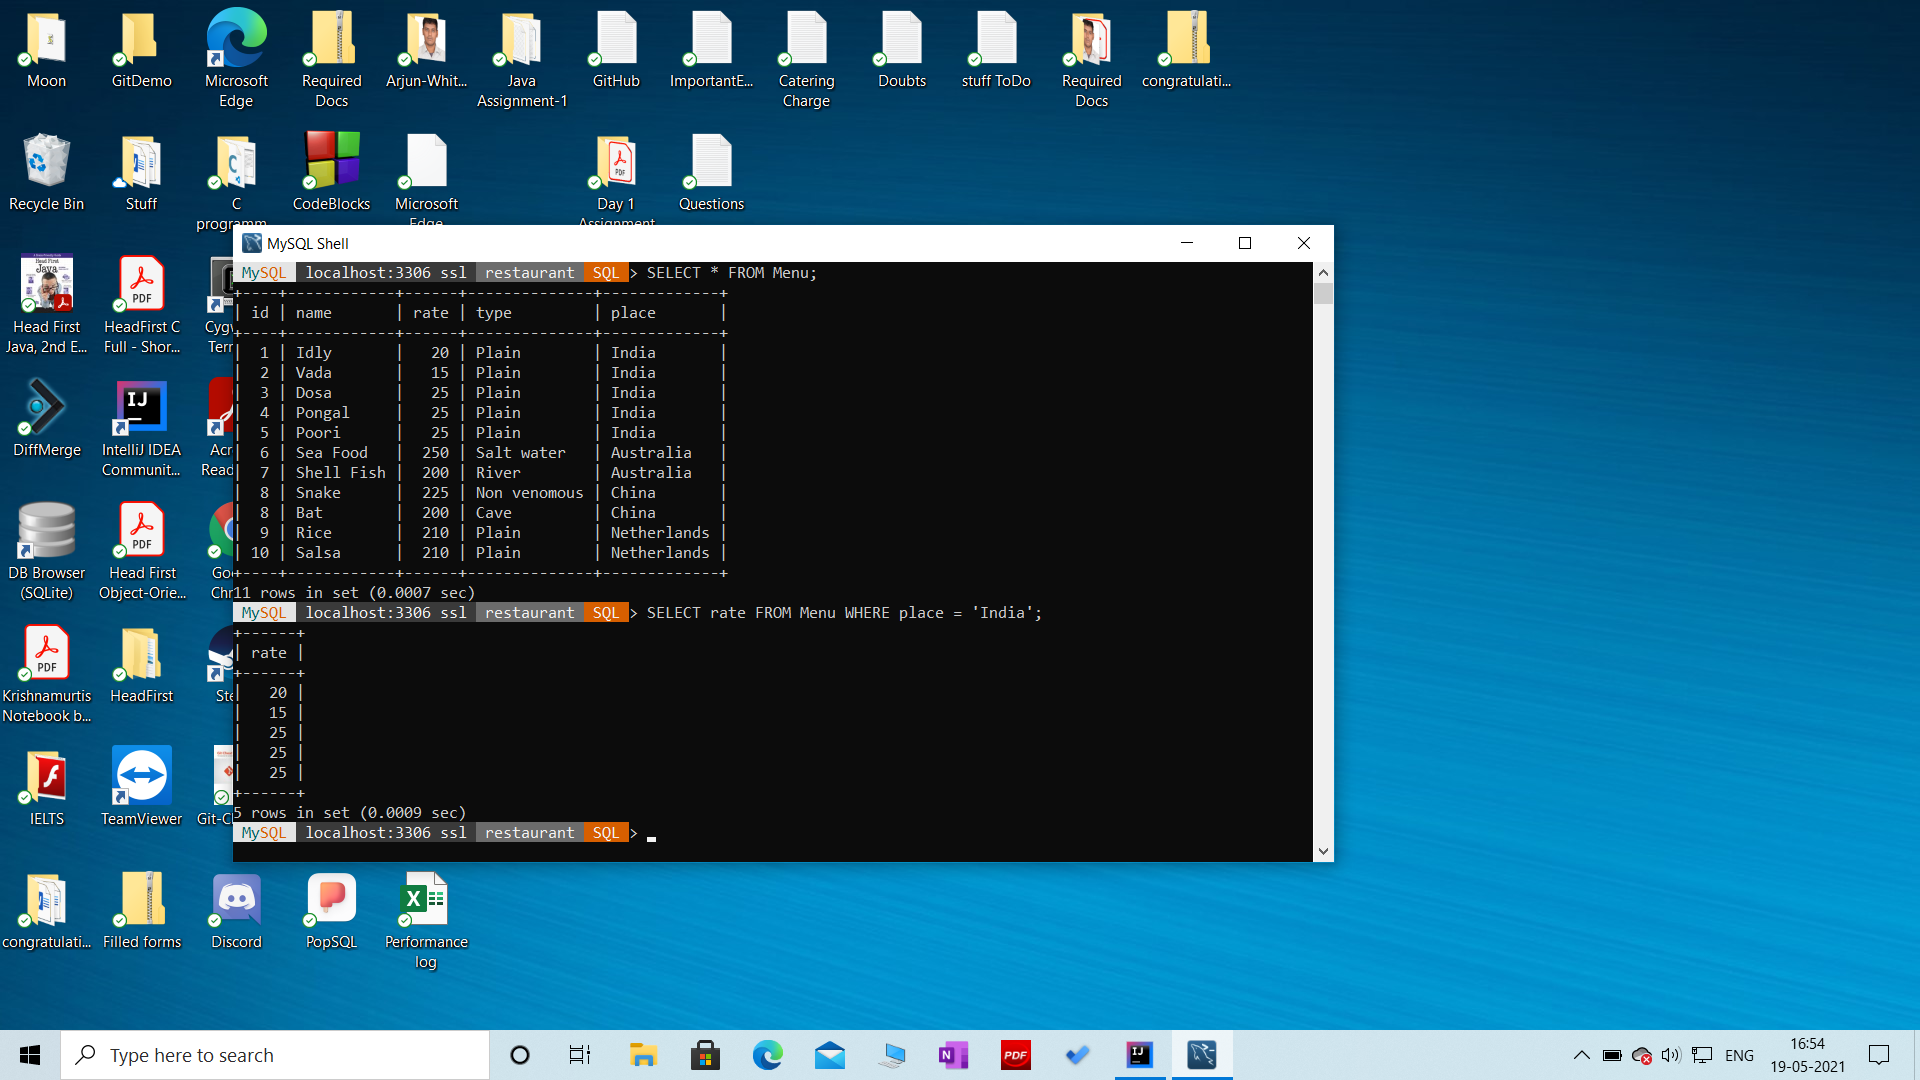 Moon
GitDemo
Microsoft Edge
Required Docs
Arjun-Whit...
Java Assignment-1
GitHub
ImportantE...
Catering Charge
Doubts
stuff ToDo
Required Docs
congratulati...
Recycle Bin
Stuff
C programm
CodeBlocks
Microsoft Edge
Day 1 Assignment
Questions
Head First Java, 2nd E...
HeadFirst C Full - Shor...
DiffMerge
IntelliJ IDEA Communit...
DB Browser (SQLite)
Head First Object-Orie...
Krishnamurtis Notebook b...
HeadFirst
IELTS
TeamViewer
congratulati...
Filled forms
Discord
PopSQL
Performance log
MySQL Shell
MySQL localhost:3306 ssl restaurant SQL > SELECT * FROM Menu;
+----+------------+------+--------------+-------------+
| id | name       | rate | type         | place       |
+----+------------+------+--------------+-------------+
|  1 | Idly       |   20 | Plain        | India       |
|  2 | Vada       |   15 | Plain        | India       |
|  3 | Dosa       |   25 | Plain        | India       |
|  4 | Pongal     |   25 | Plain        | India       |
|  5 | Poori      |   25 | Plain        | India       |
|  6 | Sea Food   |  250 | Salt water   | Australia   |
|  7 | Shell Fish |  200 | River        | Australia   |
|  8 | Snake      |  225 | Non venomous | China       |
|  8 | Bat        |  200 | Cave         | China       |
|  9 | Rice       |  210 | Plain        | Netherlands |
| 10 | Salsa      |  210 | Plain        | Netherlands |
+----+------------+------+--------------+-------------+
11 rows in set (0.0007 sec)
MySQL localhost:3306 ssl restaurant SQL > SELECT rate FROM Menu WHERE place = 'India';
+------+
| rate |
+------+
|   20 |
|   15 |
|   25 |
|   25 |
|   25 |
+------+
5 rows in set (0.0009 sec)
MySQL localhost:3306 ssl restaurant SQL >
Type here to search
ENG
16:54
19-05-2021